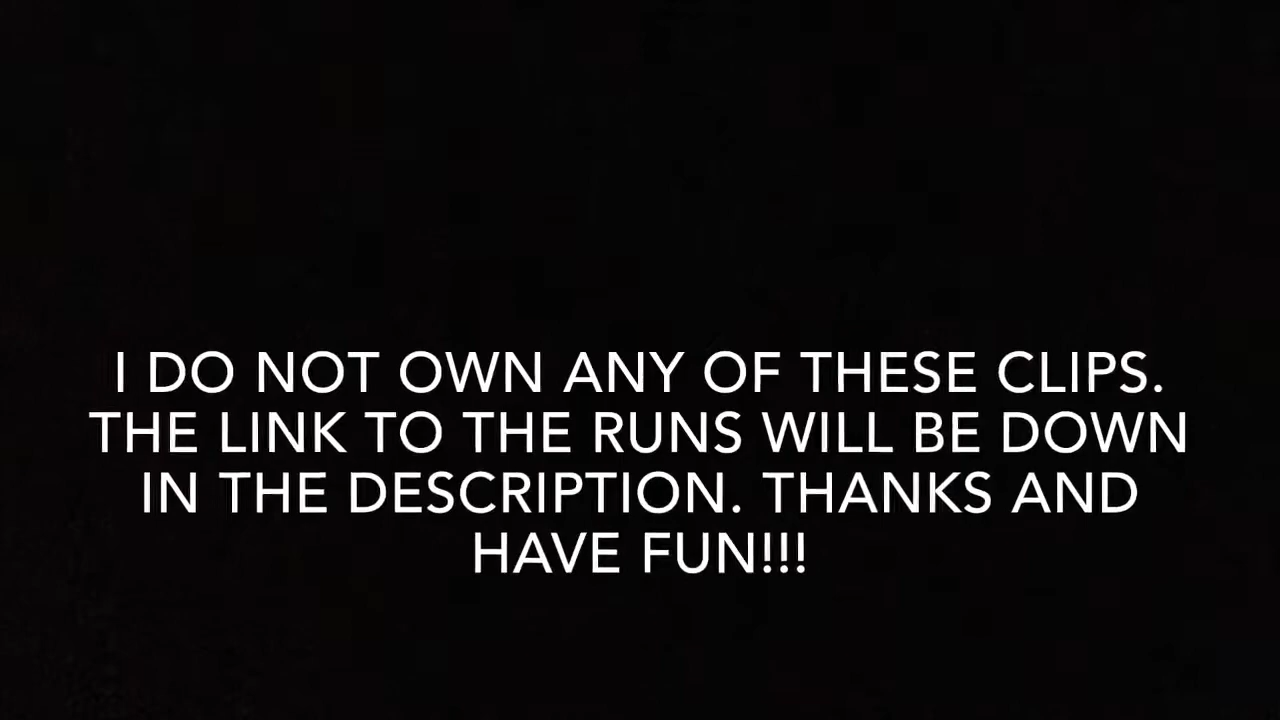 I DO NOT OWN ANY OF THESE CLIPS.
THE LINK TO THE RUNS WILL BE DOWN
IN THE DESCRIPTION. THANKS AND
HAVE FUN!!!